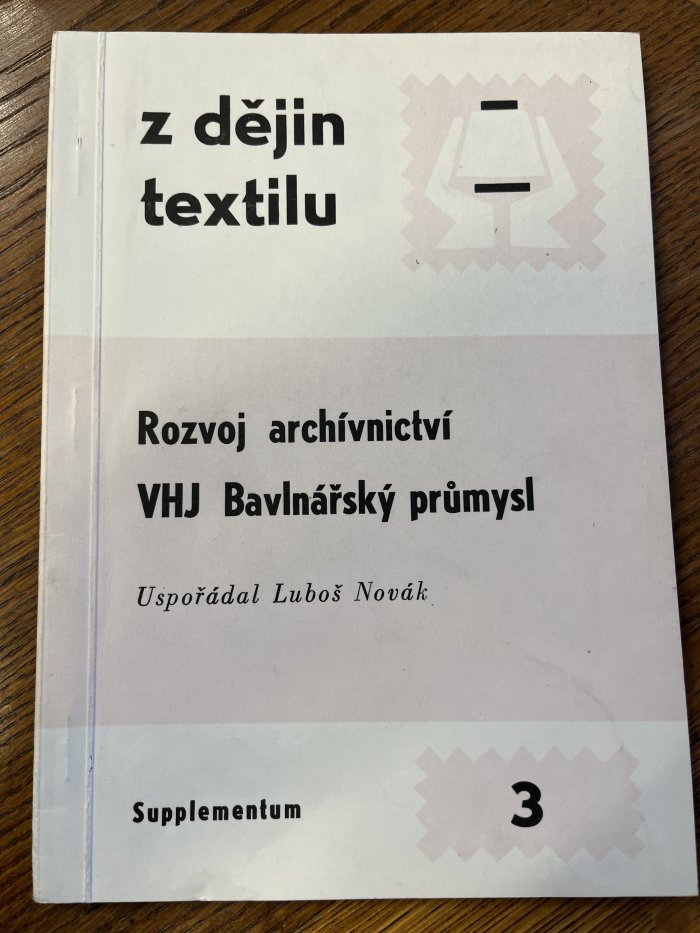 z dějin
textilu
Rozvoj archívnictví
VHJ Bavlnářský průmysl
Uspořádal Luboš Novák
Supplementum
3